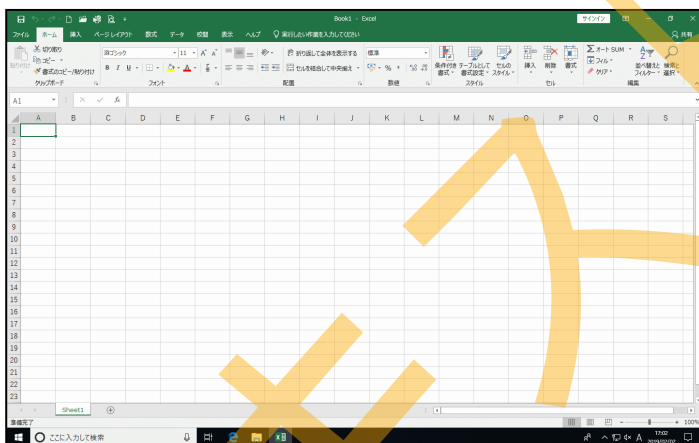 Book1 - Excel
サインイン
ファイル ホーム 挿入 ページレイアウト 数式 データ 校閲 表示 ヘルプ 実行したい作業を入力してください 共有
切り取り
コピー
書式のコピー/貼り付け
クリップボード
游ゴシック 11 A A
B I U A
フォント
折り返して全体を表示する
セルを結合して中央揃え
配置
標準
% ,
数値
条件付き 書式
テーブルとして 書式設定
セルの スタイル
スタイル
挿入 削除 書式
セル
オート SUM
フィル
クリア
並べ替えと フィルター
検索と 選択
編集
A1 fx
A B C D E F G H I J K L M N O P Q R S
1
2
3
4
5
6
7
8
9
10
11
12
13
14
15
16
17
18
19
20
21
22
23
Sheet1
準備完了 100%
ここに入力して検索
A 17:02
2019/02/02